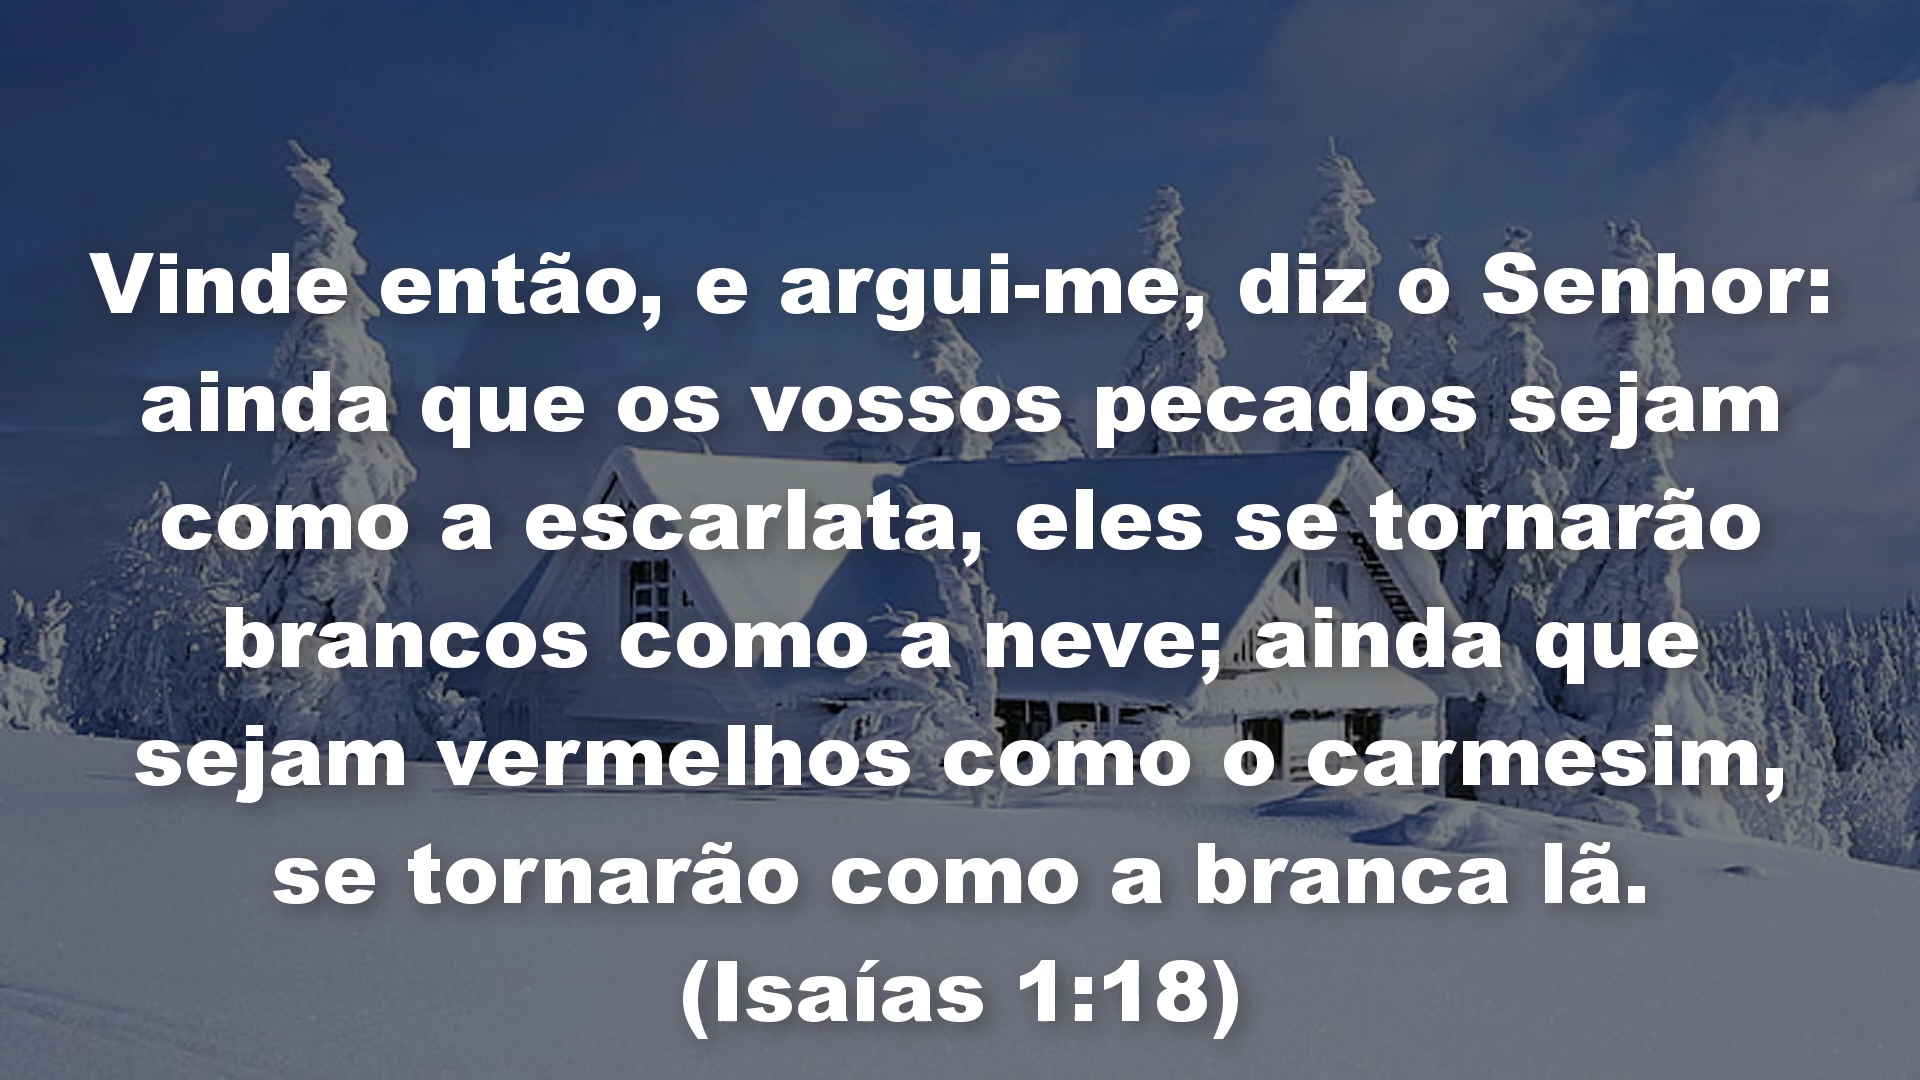 Vinde então, e argui-me, diz o Senhor:
ainda que os vossos pecados sejam
como a escarlata, eles se tornarão
brancos como a neve; ainda que
sejam vermelhos como o carmesim,
se tornarão como a branca lã.
(Isaías 1:18)